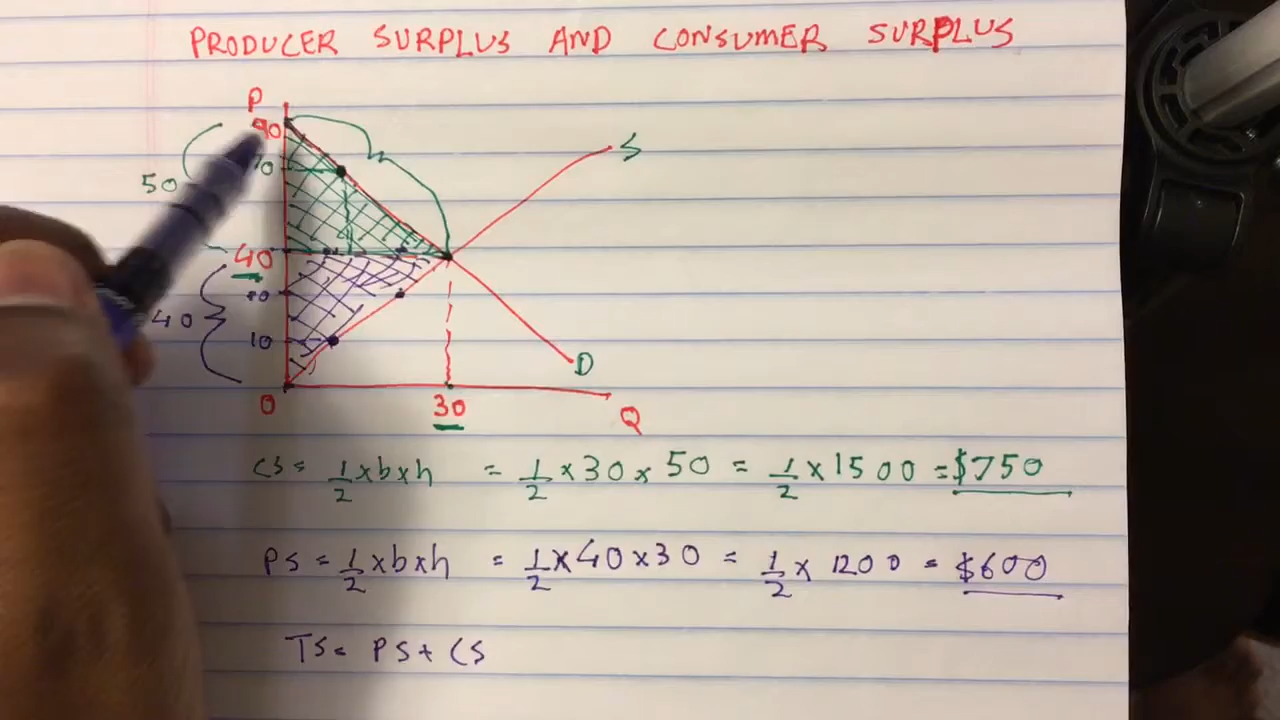 PRODUCER SURPLUS AND CONSUMER SURPLUS
P
90
50
S
40
40
10
D
0
30
Q
CS= 1/2 x b x h = 1/2 x 30 x 50 = 1/2 x 1500 = $750
PS = 1/2 x b x h = 1/2 x 40 x 30 = 1/2 x 1200 = $600
TS= PS + CS